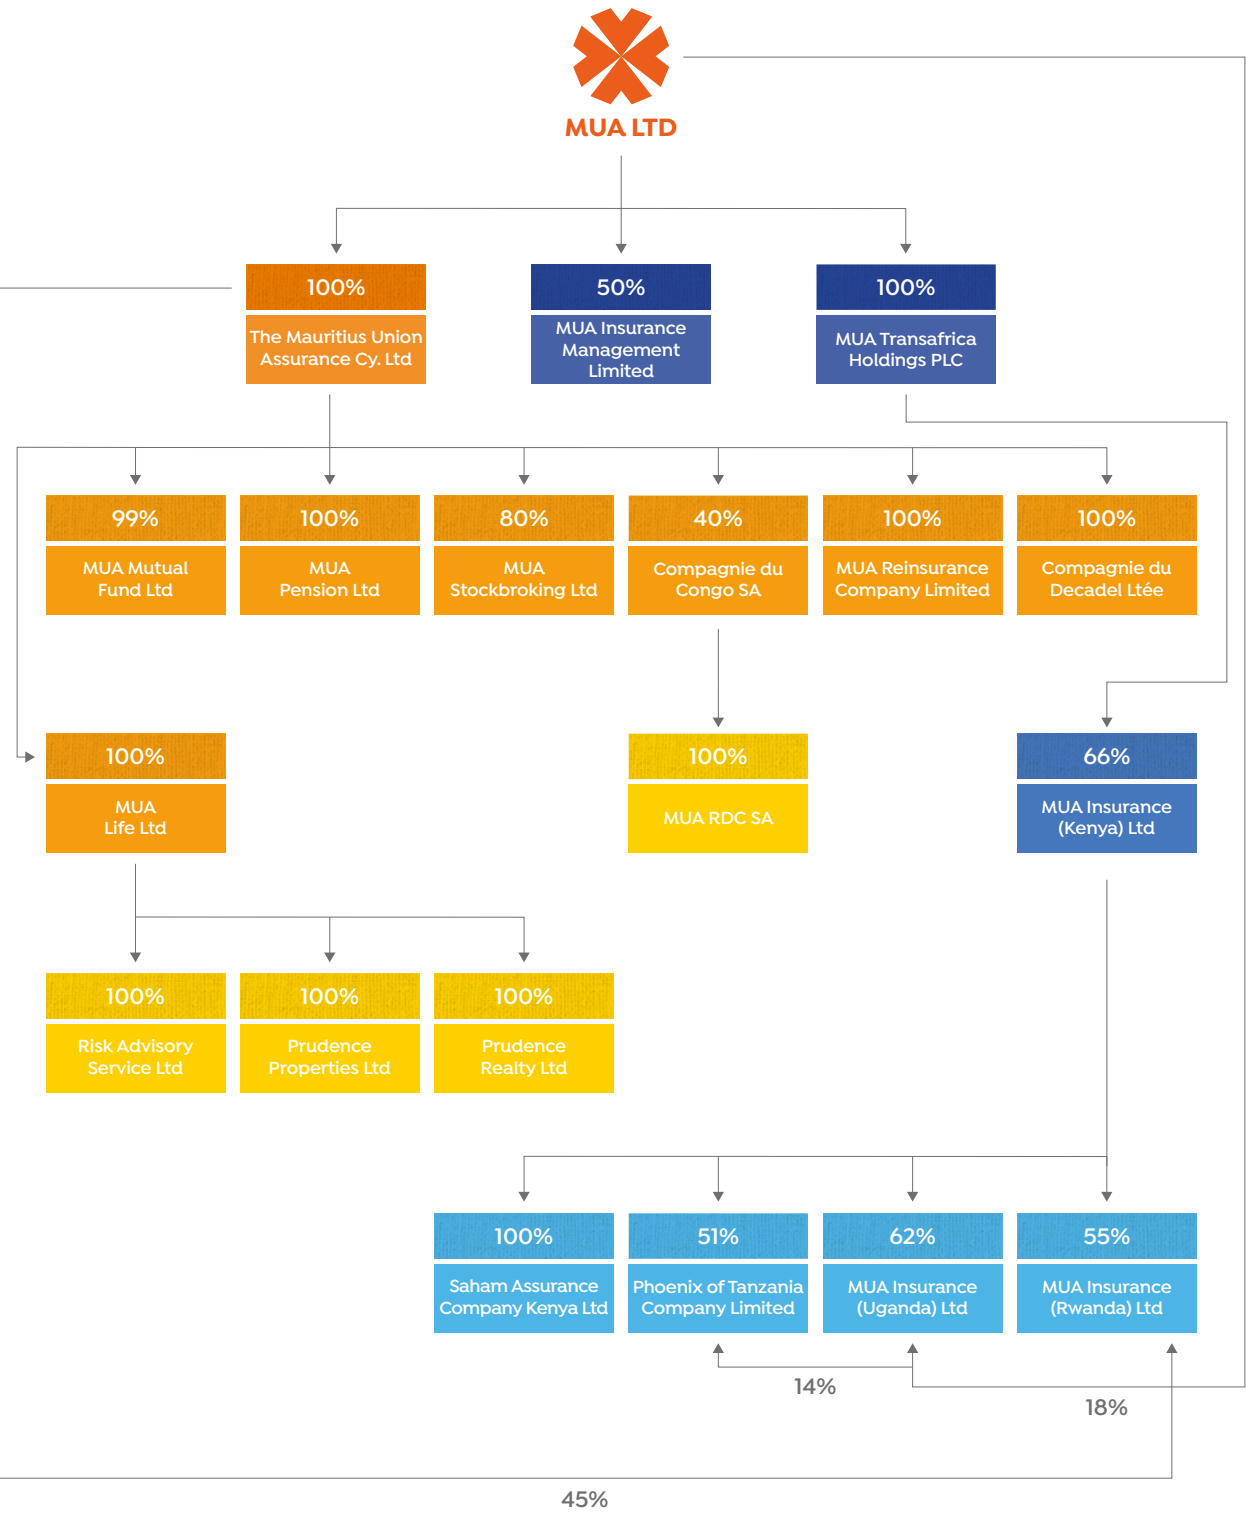 MUA LTD
100%
The Mauritius Union
Assurance Cy. Ltd
50%
MUA Insurance
Management
Limited
100%
MUA Transafrica
Holdings PLC
99%
MUA Mutual
Fund Ltd
100%
MUA
Pension Ltd
80%
MUA
Stockbroking Ltd
40%
Compagnie du
Congo SA
100%
MUA Reinsurance
Company Limited
100%
Compagnie du
Decadel Ltée
100%
MUA
Life Ltd
100%
MUA RDC SA
66%
MUA Insurance
(Kenya) Ltd
100%
Risk Advisory
Service Ltd
100%
Prudence
Properties Ltd
100%
Prudence
Realty Ltd
100%
Saham Assurance
Company Kenya Ltd
51%
Phoenix of Tanzania
Company Limited
62%
MUA Insurance
(Uganda) Ltd
55%
MUA Insurance
(Rwanda) Ltd
14%
18%
45%